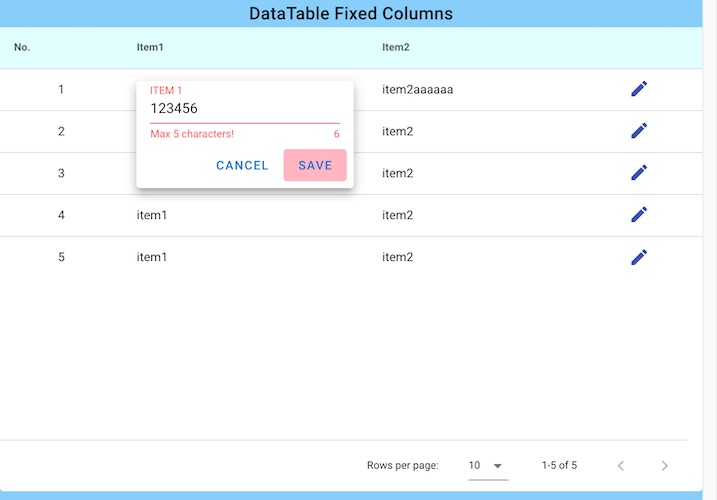 DataTable Fixed Columns
No. Item1 Item2
1 item2aaaaaa
ITEM 1
123456
Max 5 characters! 6
CANCEL SAVE
2 item2
3 item2
4 item1 item2
5 item1 item2
Rows per page: 10 1-5 of 5